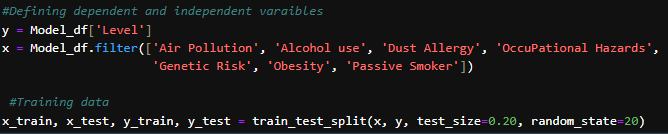 #Defining dependent and independent varaibles
y = Model_df['Level']
x = Model_df.filter(['Air Pollution', 'Alcohol use', 'Dust Allergy', 'OccuPational Hazards',
'Genetic Risk', 'Obesity', 'Passive Smoker'])
#Training data
x_train, x_test, y_train, y_test = train_test_split(x, y, test_size=0.20, random_state=20)